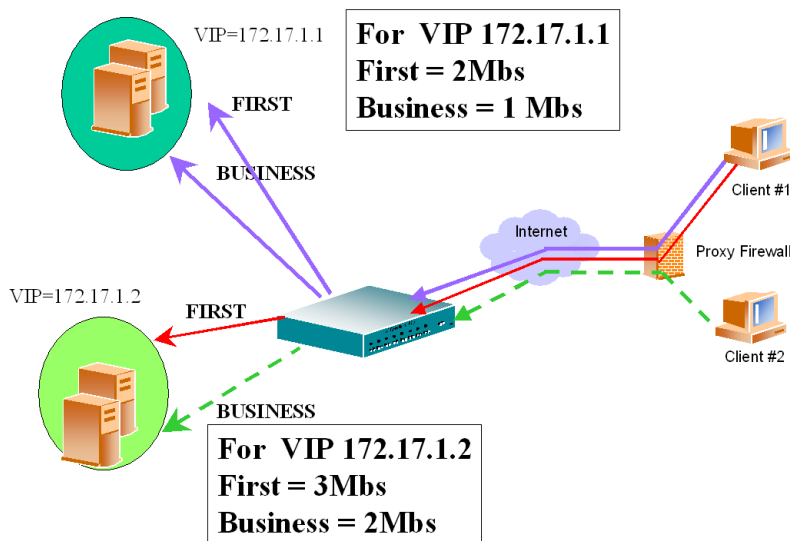 VIP=172.17.1.1
For VIP 172.17.1.1
First = 2Mbs
Business = 1 Mbs
FIRST
BUSINESS
Client #1
Internet
Proxy Firewall
VIP=172.17.1.2
FIRST
Client #2
BUSINESS
For VIP 172.17.1.2
First = 3Mbs
Business = 2Mbs